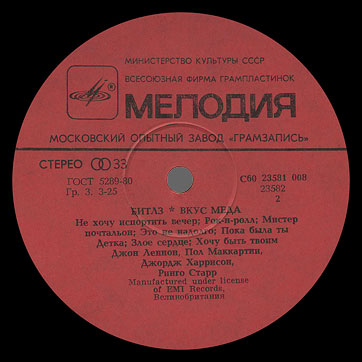 МИНИСТЕРСТВО КУЛЬТУРЫ СССР
ВСЕСОЮЗНАЯ ФИРМА ГРАМПЛАСТИНОК
МЕЛОДИЯ
МОСКОВСКИЙ ОПЫТНЫЙ ЗАВОД «ГРАМЗАПИСЬ»
СТЕРЕО 33
ГОСТ 5289-80
Гр. 3. 3-25
С60 23581 008
23582
2
БИТЛЗ * ВКУС МЕДА
Не хочу испортить вечер; Рок-н-ролл; Мистер
почтальон; Это не надолго; Пока была ты
Детка; Злое сердце; Хочу быть твоим
Джон Леннон, Пол Маккартни,
Джордж Харрисон,
Ринго Старр
Manufactured under license
of EMI Records,
Великобритания